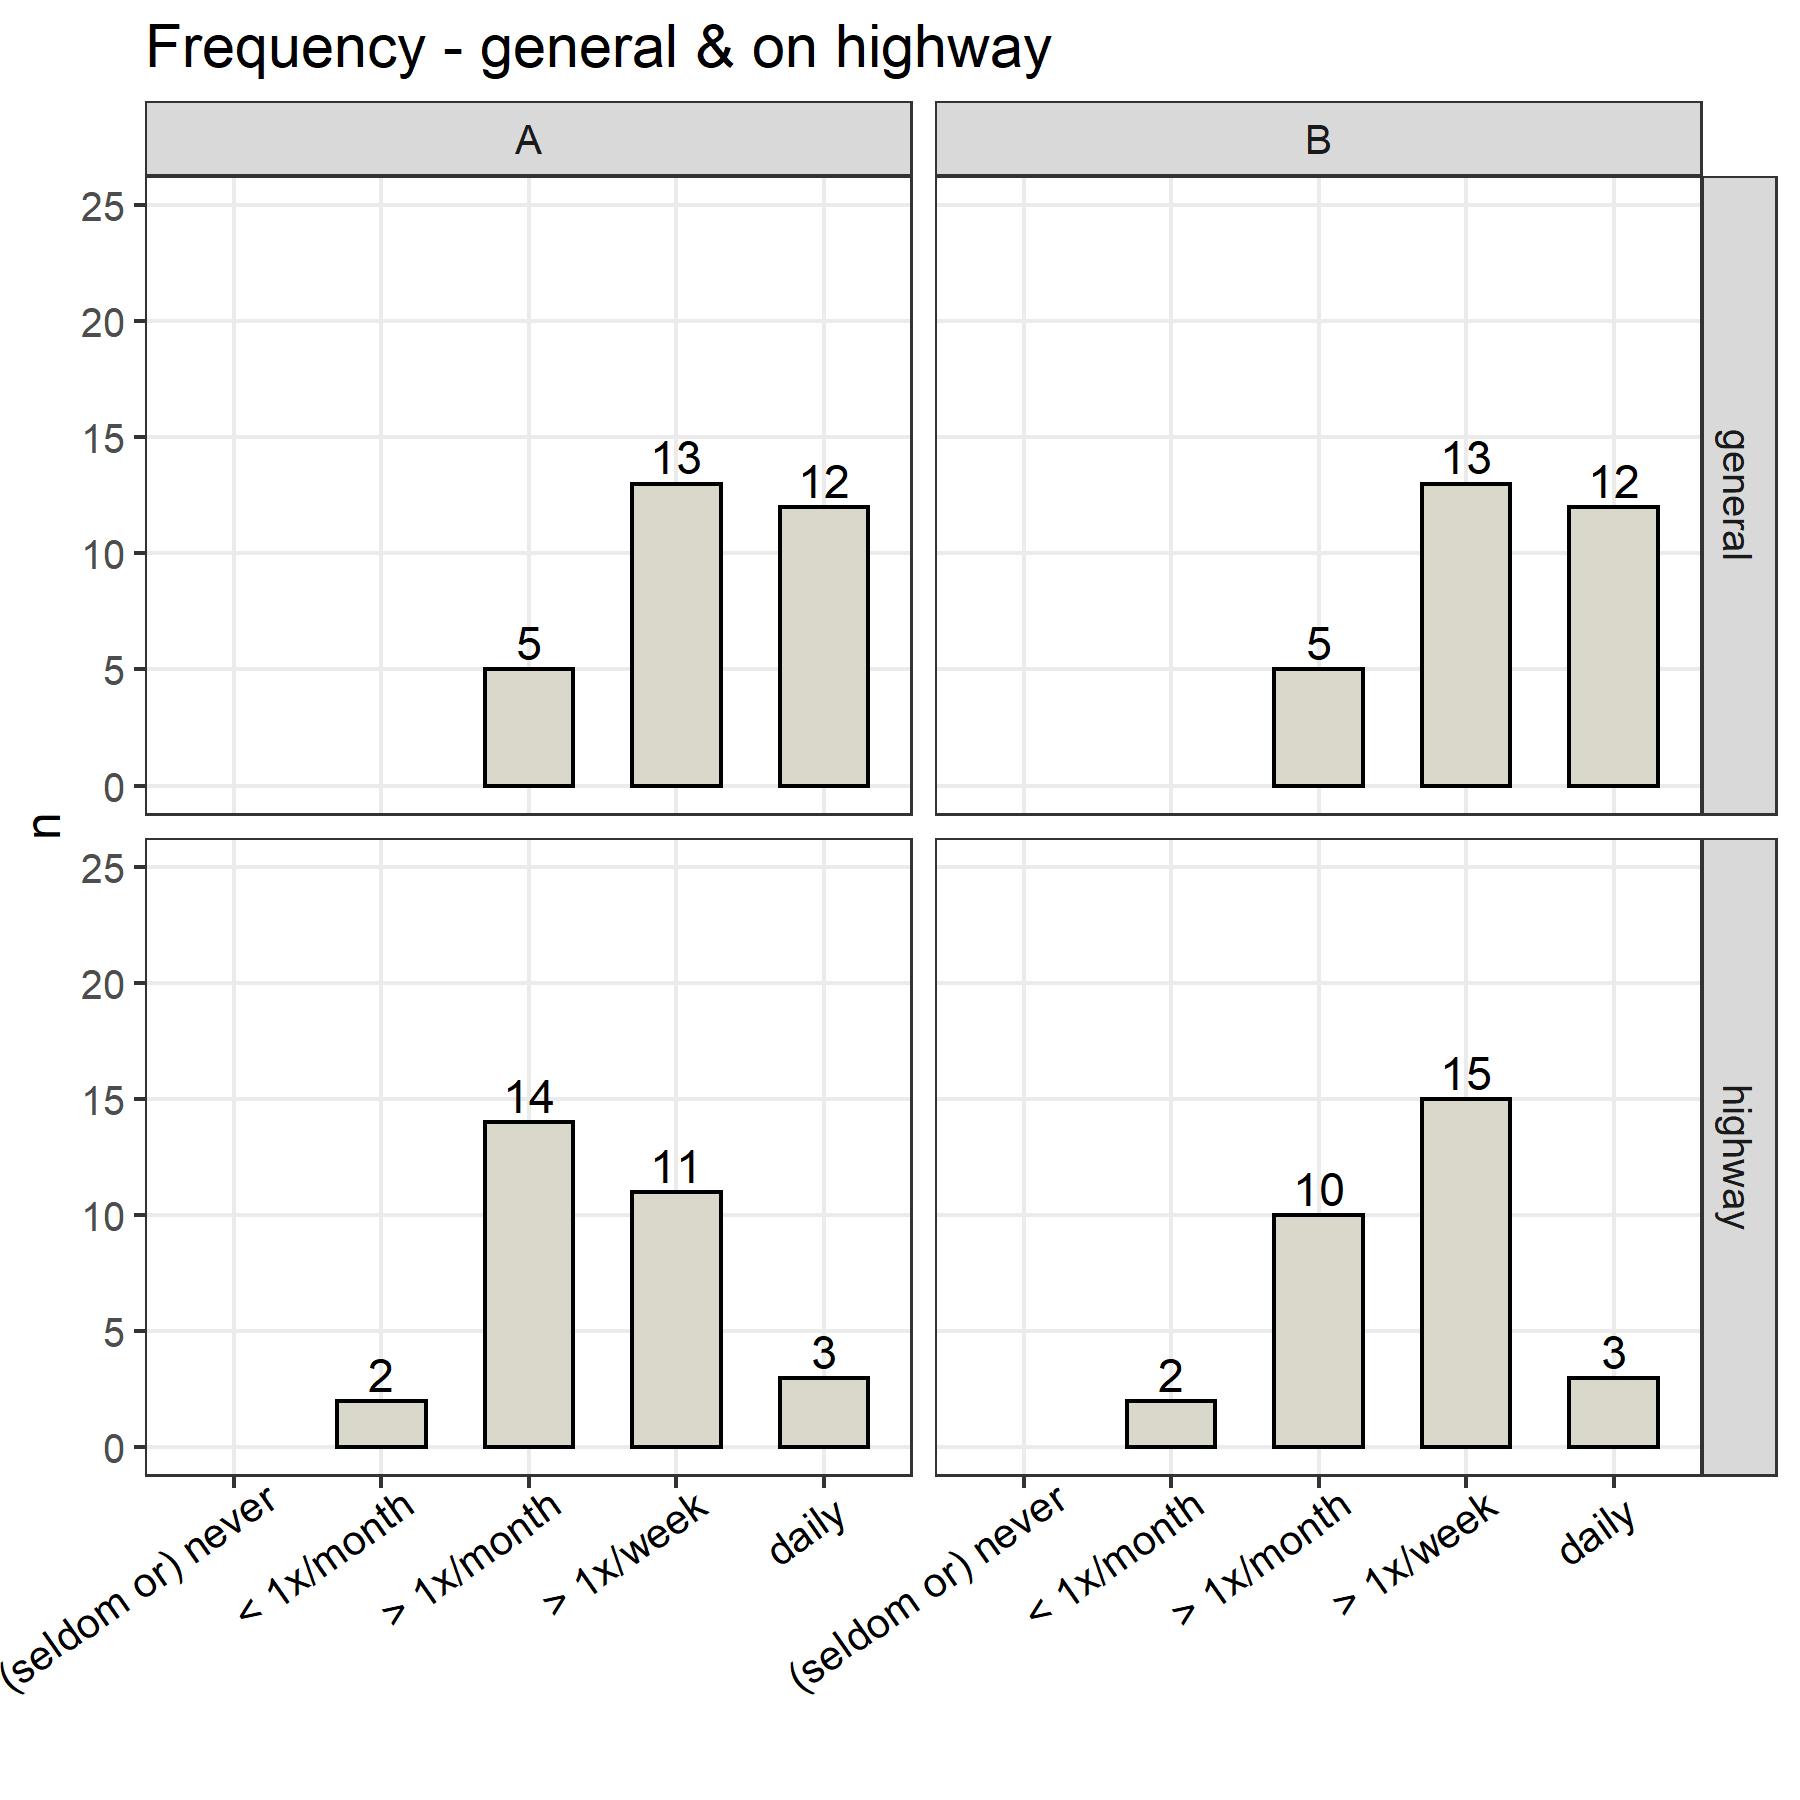 Frequency - general & on highway
A
B
25
20
15
10
5
0
5
13
12
5
13
12
general
n
25
20
15
10
5
0
2
14
11
3
2
10
15
3
highway
(seldom or) never
< 1x/month
> 1x/month
> 1x/week
daily
(seldom or) never
< 1x/month
> 1x/month
> 1x/week
daily